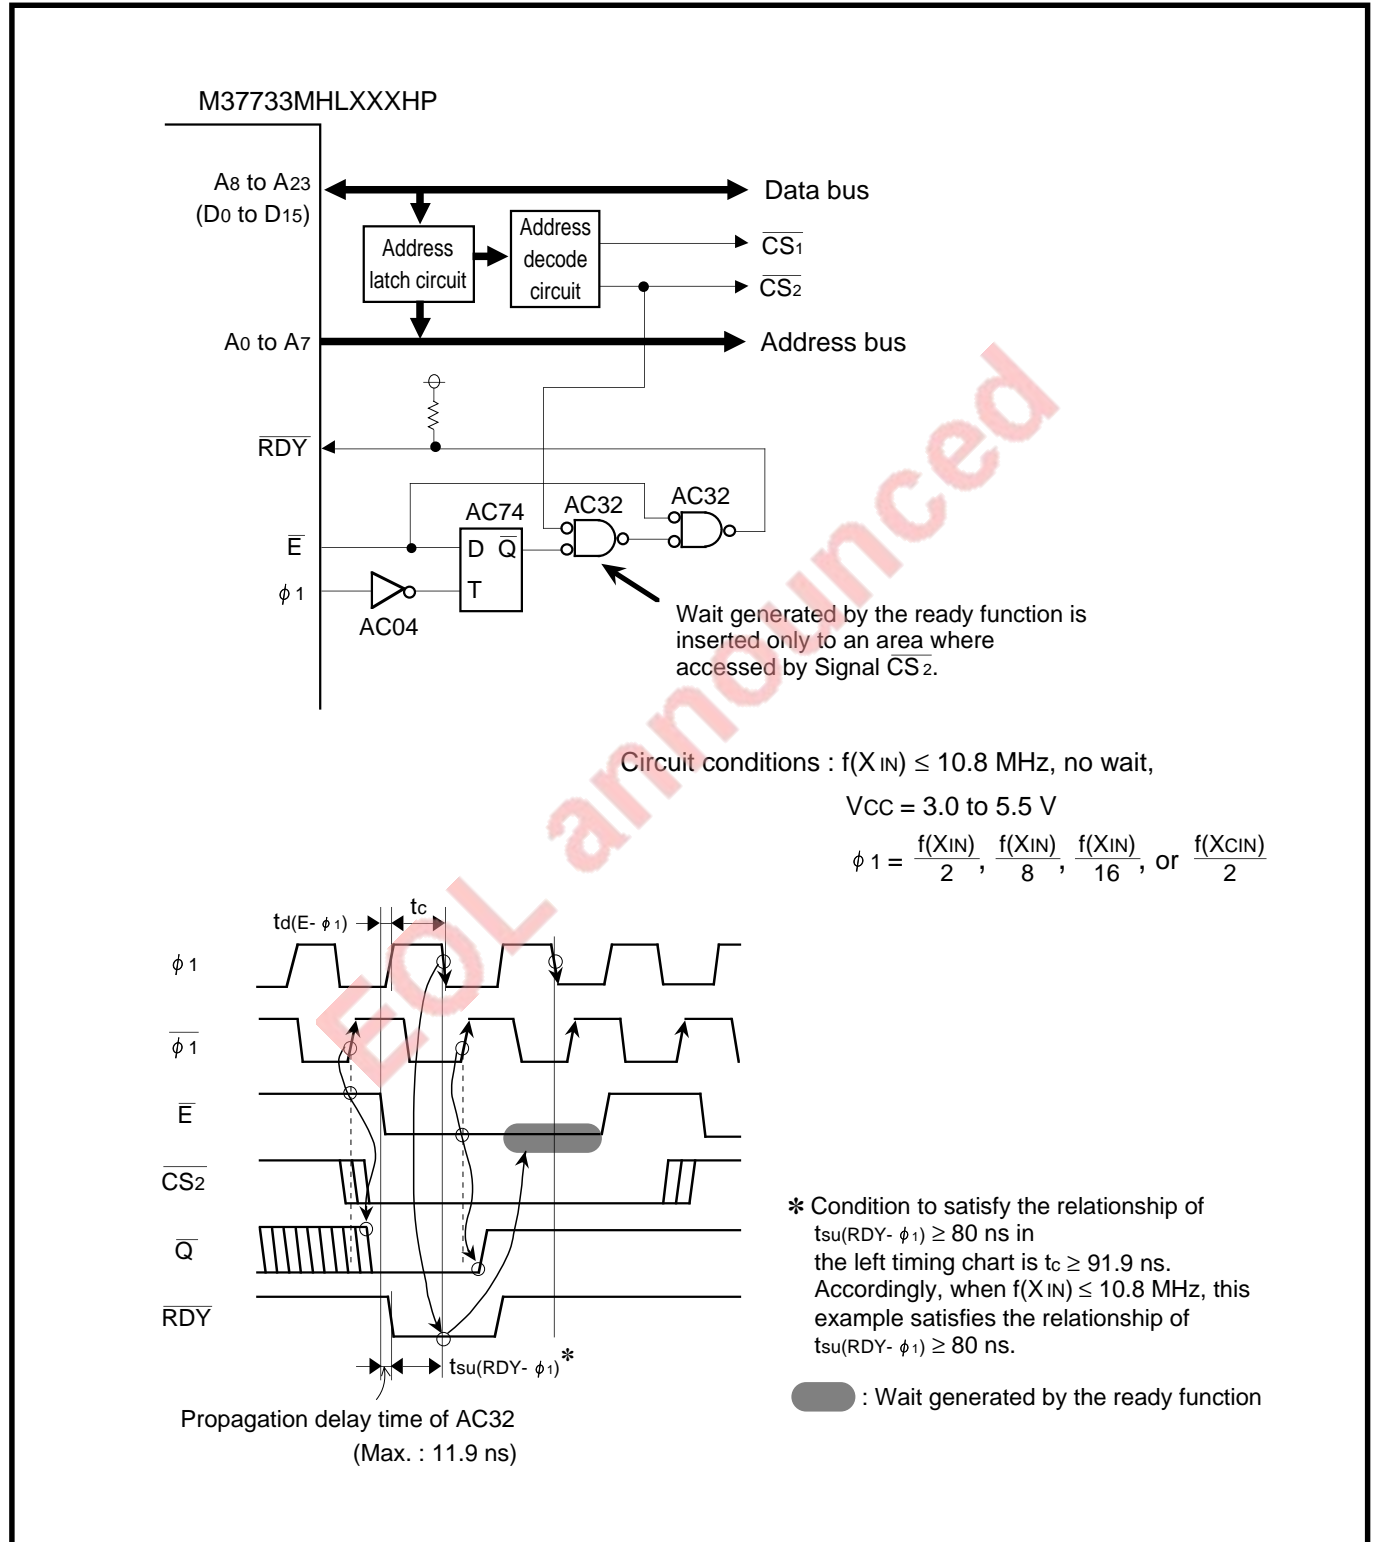 M37733MHLXXXHP
A8 to A23
(D0 to D15)
Data bus
Address
latch circuit
Address
decode
circuit
CS1
CS2
A0 to A7
Address bus
RDY
AC74
AC32
AC32
E
D Q
T
ϕ 1
AC04
Wait generated by the ready function is
inserted only to an area where
accessed by Signal CS 2.
Circuit conditions : f(X IN) ≤ 10.8 MHz, no wait,
VCC = 3.0 to 5.5 V
ϕ 1 = f(XIN)/2, f(XIN)/8, f(XIN)/16, or f(XCIN)/2
td(E- ϕ 1)
tc
ϕ 1
ϕ 1
E
CS2
Q
RDY
tsu(RDY- ϕ 1)*
Propagation delay time of AC32
(Max. : 11.9 ns)
* Condition to satisfy the relationship of
tsu(RDY- ϕ 1) ≥ 80 ns in
the left timing chart is tc ≥ 91.9 ns.
Accordingly, when f(X IN) ≤ 10.8 MHz, this
example satisfies the relationship of
tsu(RDY- ϕ 1) ≥ 80 ns.
: Wait generated by the ready function
EOL announced